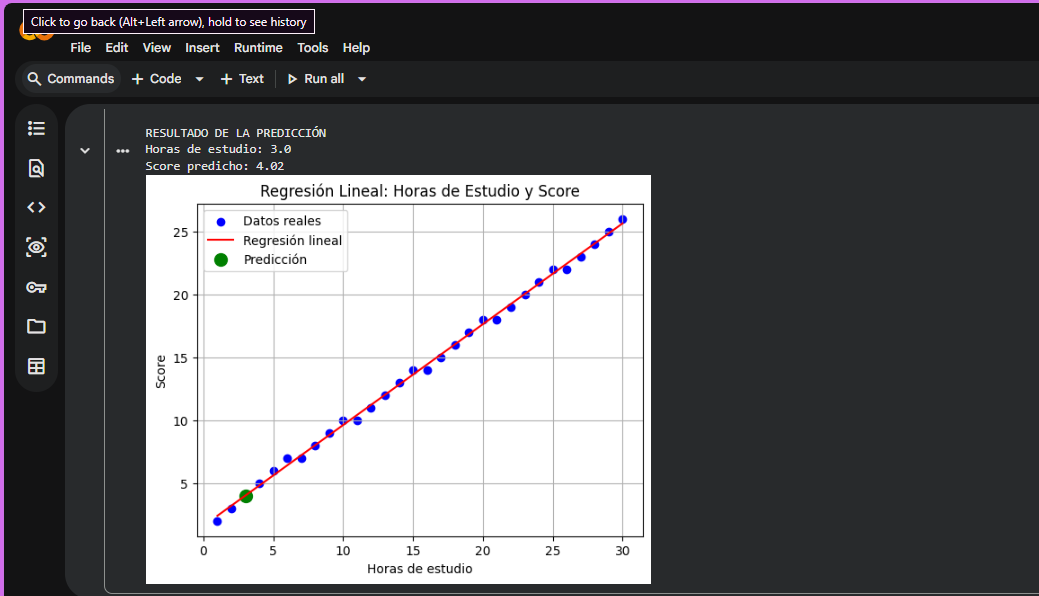 Click to go back (Alt+Left arrow), hold to see history
File Edit View Insert Runtime Tools Help
Commands + Code + Text Run all
RESULTADO DE LA PREDICCIÓN
Horas de estudio: 3.0
Score predicho: 4.02
Regresión Lineal: Horas de Estudio y Score
Datos reales
Regresión lineal
Predicción
25
20
15
10
5
Score
0 5 10 15 20 25 30
Horas de estudio